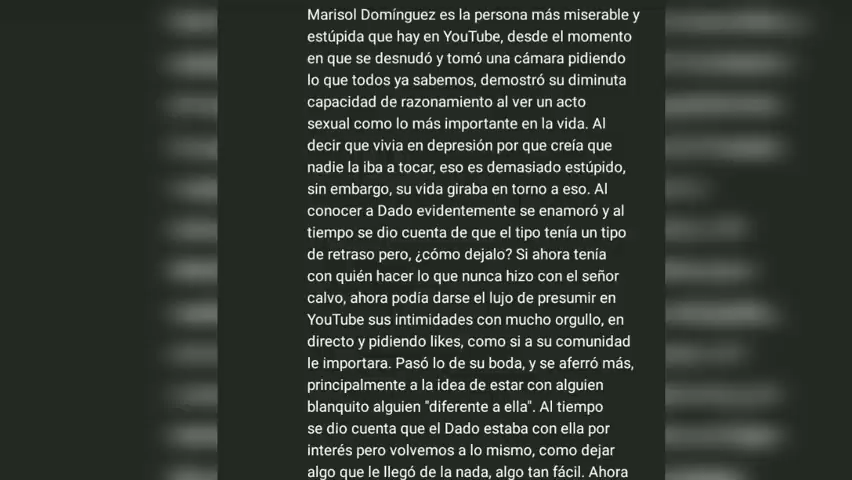 Marisol Domínguez es la persona más miserable y
estúpida que hay en YouTube, desde el momento
en que se desnudó y tomó una cámara pidiendo
lo que todos ya sabemos, demostró su diminuta
capacidad de razonamiento al ver un acto
sexual como lo más importante en la vida. Al
decir que vivia en depresión por que creía que
nadie la iba a tocar, eso es demasiado estúpido,
sin embargo, su vida giraba en torno a eso. Al
conocer a Dado evidentemente se enamoró y al
tiempo se dio cuenta de que el tipo tenía un tipo
de retraso pero, ¿cómo dejalo? Si ahora tenía
con quién hacer lo que nunca hizo con el señor
calvo, ahora podía darse el lujo de presumir en
YouTube sus intimidades con mucho orgullo, en
directo y pidiendo likes, como si a su comunidad
le importara. Pasó lo de su boda, y se aferró más,
principalmente a la idea de estar con alguien
blanquito alguien "diferente a ella". Al tiempo
se dio cuenta que el Dado estaba con ella por
interés pero volvemos a lo mismo, como dejar
algo que le llegó de la nada, algo tan fácil. Ahora